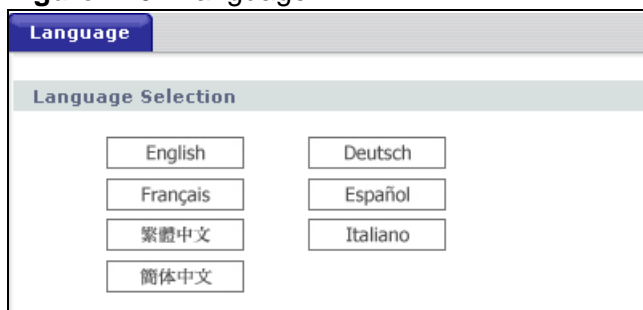 Language
Language Selection
English Deutsch
Français Español
繁體中文 Italiano
簡体中文